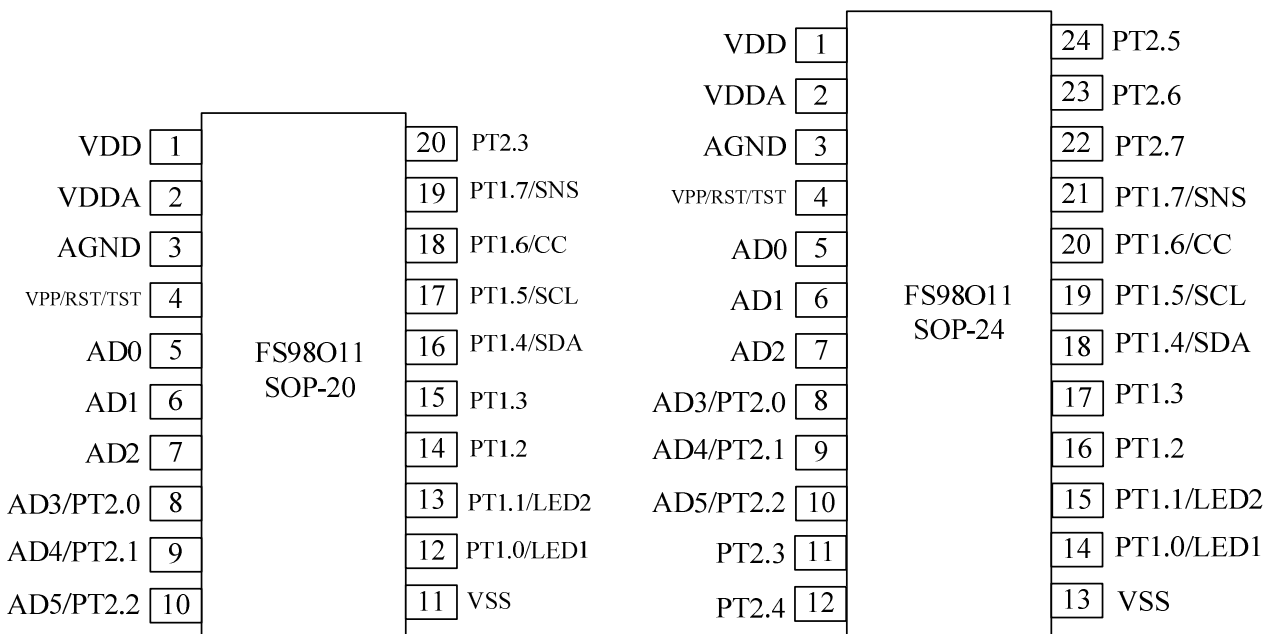 VDD 1
VDDA 2
AGND 3
VPP/RST/TST 4
AD0 5
AD1 6
AD2 7
AD3/PT2.0 8
AD4/PT2.1 9
AD5/PT2.2 10
FS98O11
SOP-20
20 PT2.3
19 PT1.7/SNS
18 PT1.6/CC
17 PT1.5/SCL
16 PT1.4/SDA
15 PT1.3
14 PT1.2
13 PT1.1/LED2
12 PT1.0/LED1
11 VSS
VDD 1
VDDA 2
AGND 3
VPP/RST/TST 4
AD0 5
AD1 6
AD2 7
AD3/PT2.0 8
AD4/PT2.1 9
AD5/PT2.2 10
PT2.3 11
PT2.4 12
FS98O11
SOP-24
24 PT2.5
23 PT2.6
22 PT2.7
21 PT1.7/SNS
20 PT1.6/CC
19 PT1.5/SCL
18 PT1.4/SDA
17 PT1.3
16 PT1.2
15 PT1.1/LED2
14 PT1.0/LED1
13 VSS